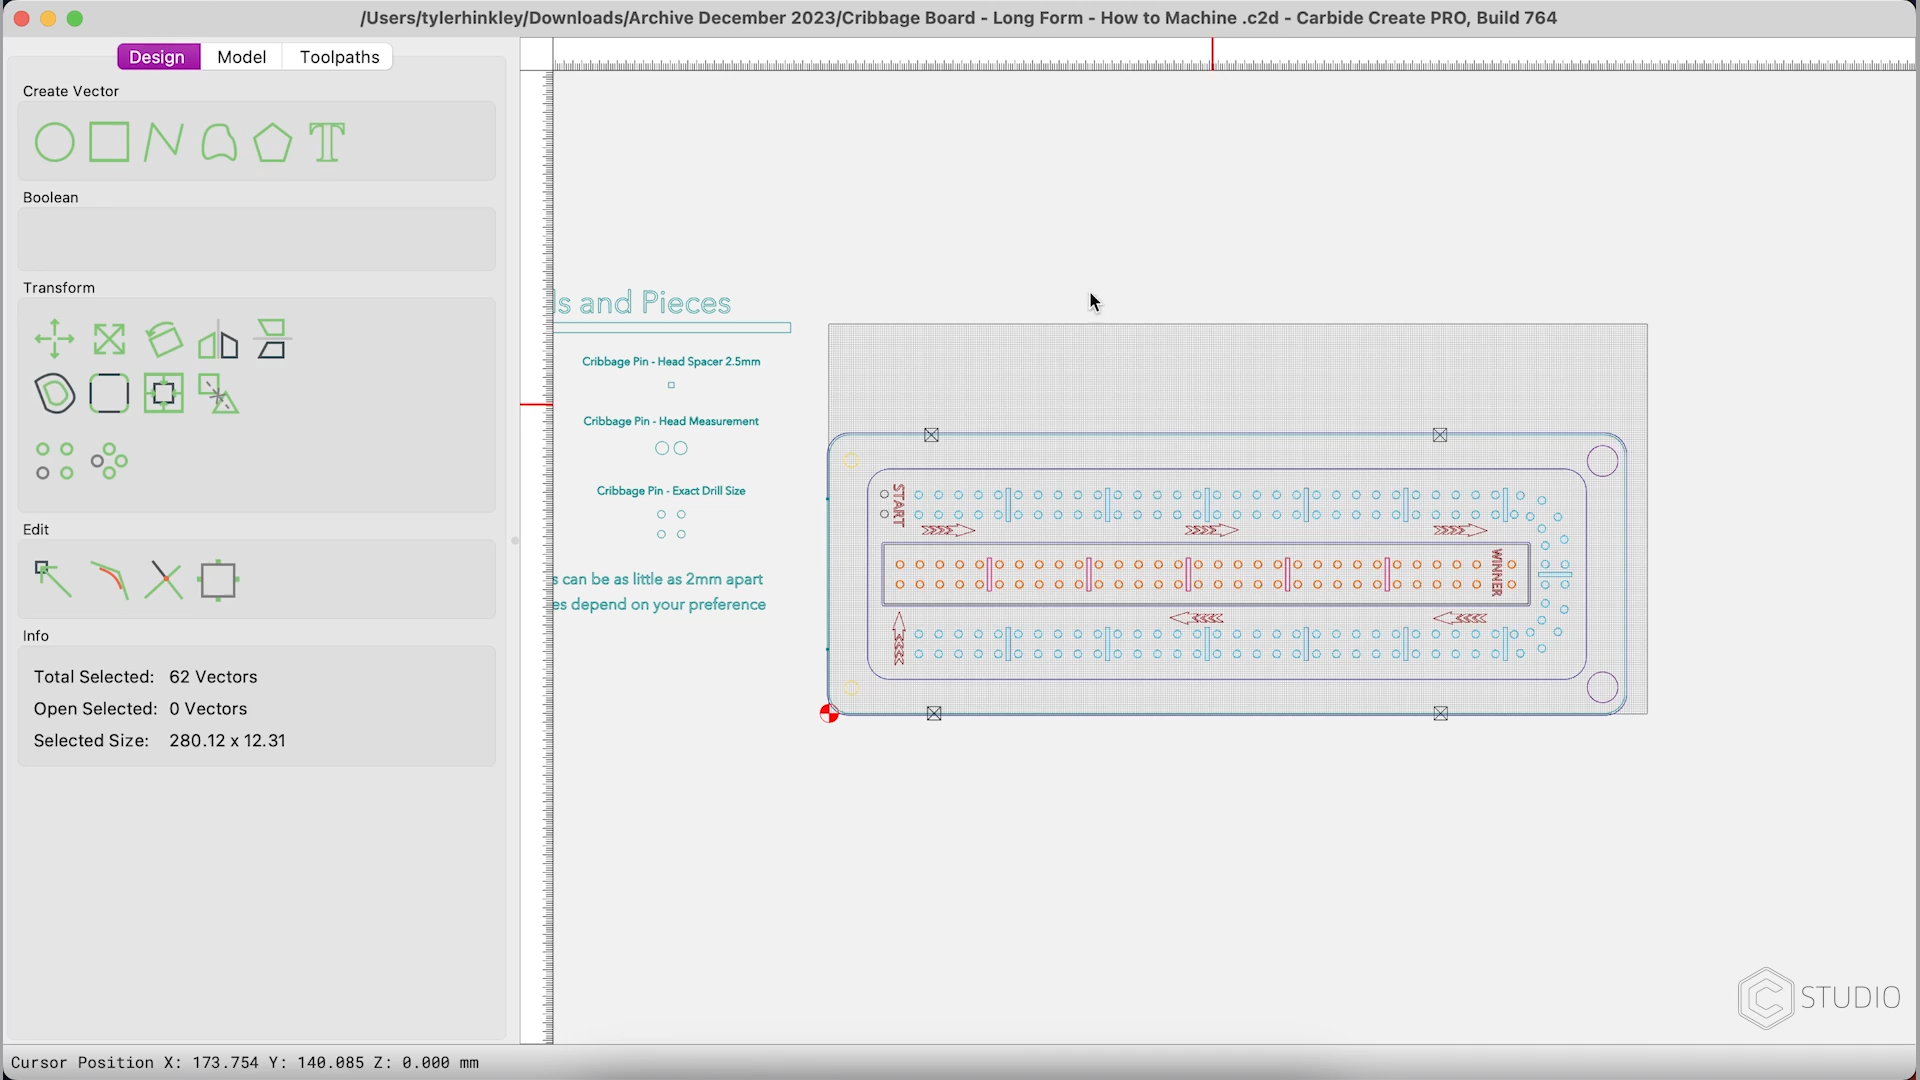 /Users/tylerhinkley/Downloads/Archive December 2023/Cribbage Board - Long Form - How to Machine .c2d - Carbide Create PRO, Build 764
Design
Model
Toolpaths
Create Vector
T
Boolean
Transform
Edit
Info
Total Selected: 62 Vectors
Open Selected: 0 Vectors
Selected Size: 280.12 x 12.31
ls and Pieces
Cribbage Pin - Head Spacer 2.5mm
Cribbage Pin - Head Measurement
Cribbage Pin - Exact Drill Size
s can be as little as 2mm apart
es depend on your preference
START
WINNER
C STUDIO
Cursor Position X: 173.754 Y: 140.085 Z: 0.000 mm